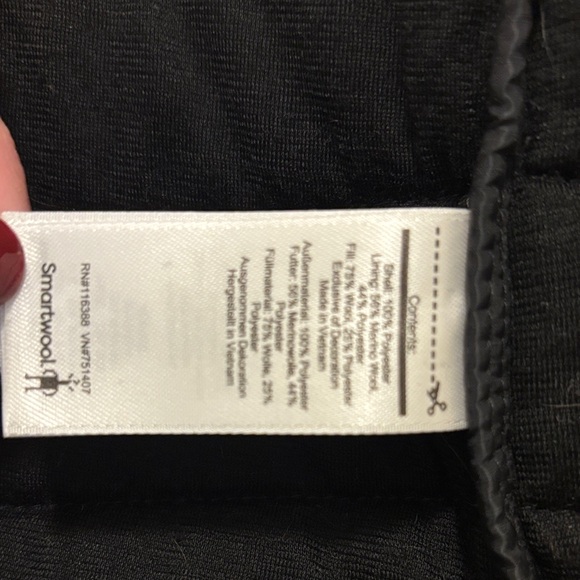 Contents:
Shell: 100% Polyester
Lining: 56% Merino Wool,
44% Polyester
Fill: 75% Wool, 25% Polyester
Exclusive of Decoration
Made in Vietnam
Außenmaterial: 100% Polyester
Futter: 56% Merinowolle, 44%
Polyester
Füllmaterial: 75% Wolle, 25%
Polyester
Ausgenommen Dekoration
Hergestellt in Vietnam
RN#116388 VN#751407
Smartwool